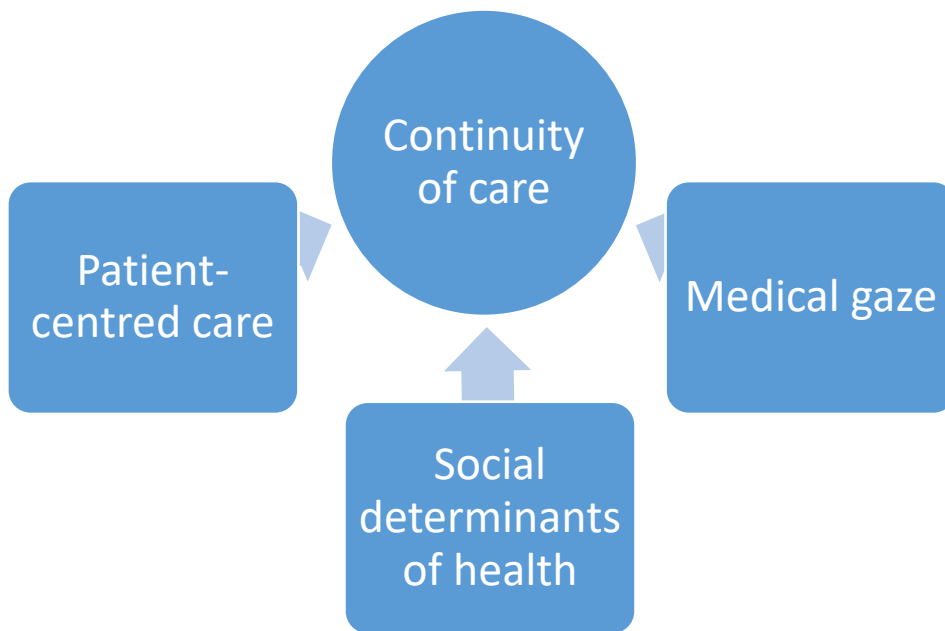 Continuity
of care
Patient-
centred care
Medical gaze
Social
determinants
of health